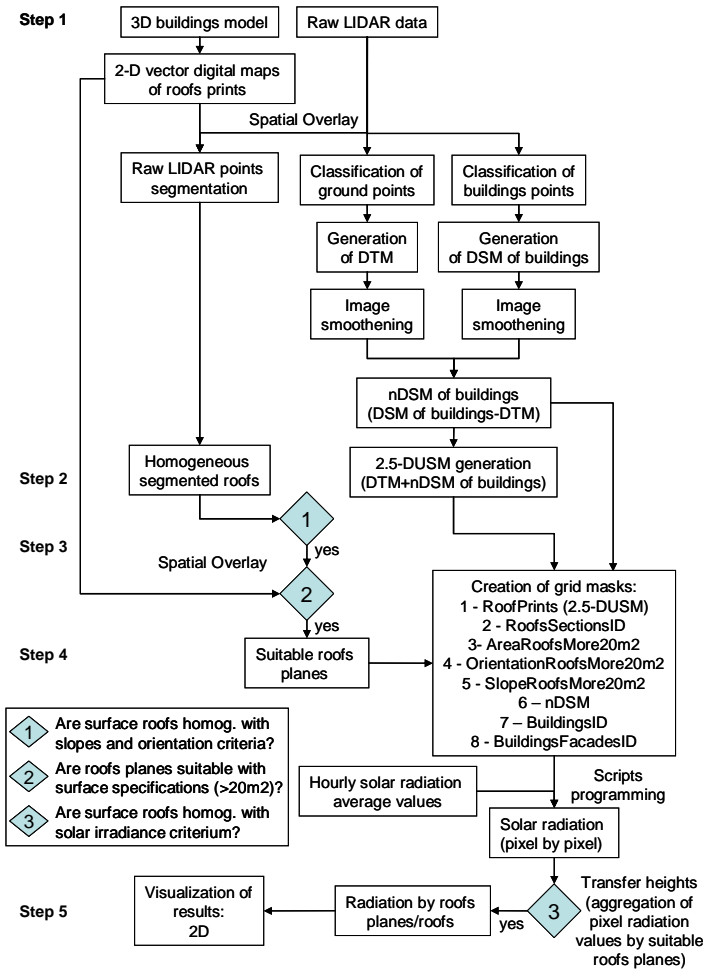 Step 1
3D buildings model
Raw LIDAR data
2-D vector digital maps
of roofs prints
Spatial Overlay
Raw LIDAR points
segmentation
Classification of
ground points
Classification of
buildings points
Generation
of DTM
Generation
of DSM of buildings
Image
smoothening
Image
smoothening
nDSM of buildings
(DSM of buildings-DTM)
Step 2
Homogeneous
segmented roofs
2.5-DUSM generation
(DTM+nDSM of buildings)
1
Step 3
yes
Spatial Overlay
2
yes
Creation of grid masks:
1 - RoofPrints (2.5-DUSM)
2 - RoofsSectionsID
3- AreaRoofsMore20m2
4 - OrientationRoofsMore20m2
5 - SlopeRoofsMore20m2
6 – nDSM
7 – BuildingsID
8 - BuildingsFacadesID
Step 4
Suitable roofs
planes
1
Are surface roofs homog. with
slopes and orientation criteria?
2
Are roofs planes suitable with
surface specifications (>20m2)?
3
Are surface roofs homog. with
solar irradiance criterium?
Hourly solar radiation
average values
Scripts
programming
Solar radiation
(pixel by pixel)
Step 5
Visualization of
results:
2D
Radiation by roofs
planes/roofs
yes
3
Transfer heights
(aggregation of
pixel radiation
values by suitable
roofs planes)